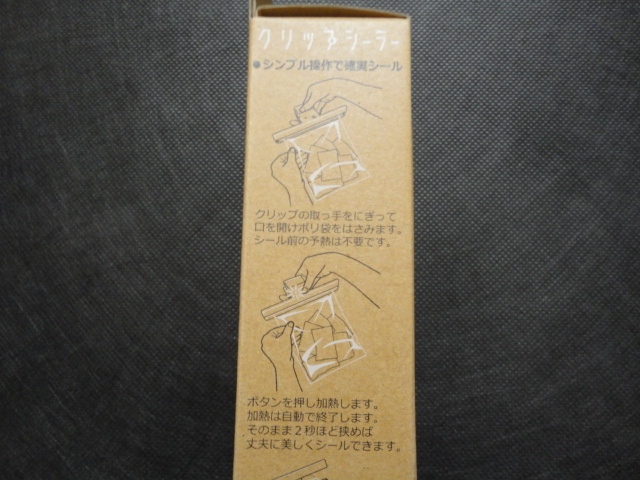 クリップシーラー
●シンプル操作で確実シール
クリップの取っ手をにぎって
口を開けポリ袋をはさみます。
シール前の予熱は不要です。
ボタンを押し加熱します。
加熱は自動で終了します。
そのまま2秒ほど挟めば
丈夫に美しくシールできます。